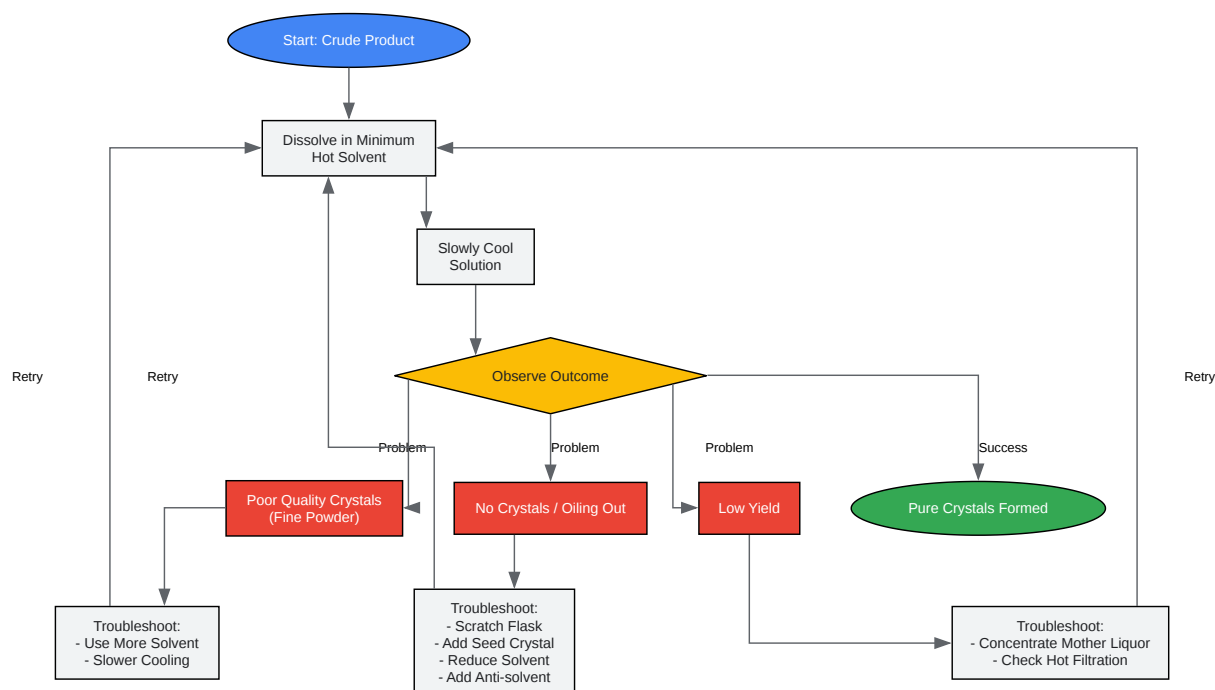 Start: Crude Product
Dissolve in Minimum
Hot Solvent
Slowly Cool
Solution
Observe Outcome
Retry
Retry
Retry
Problem
Problem
Problem
Success
Poor Quality Crystals
(Fine Powder)
No Crystals / Oiling Out
Low Yield
Pure Crystals Formed
Troubleshoot:
- Use More Solvent
- Slower Cooling
Troubleshoot:
- Scratch Flask
- Add Seed Crystal
- Reduce Solvent
- Add Anti-solvent
Troubleshoot:
- Concentrate Mother Liquor
- Check Hot Filtration